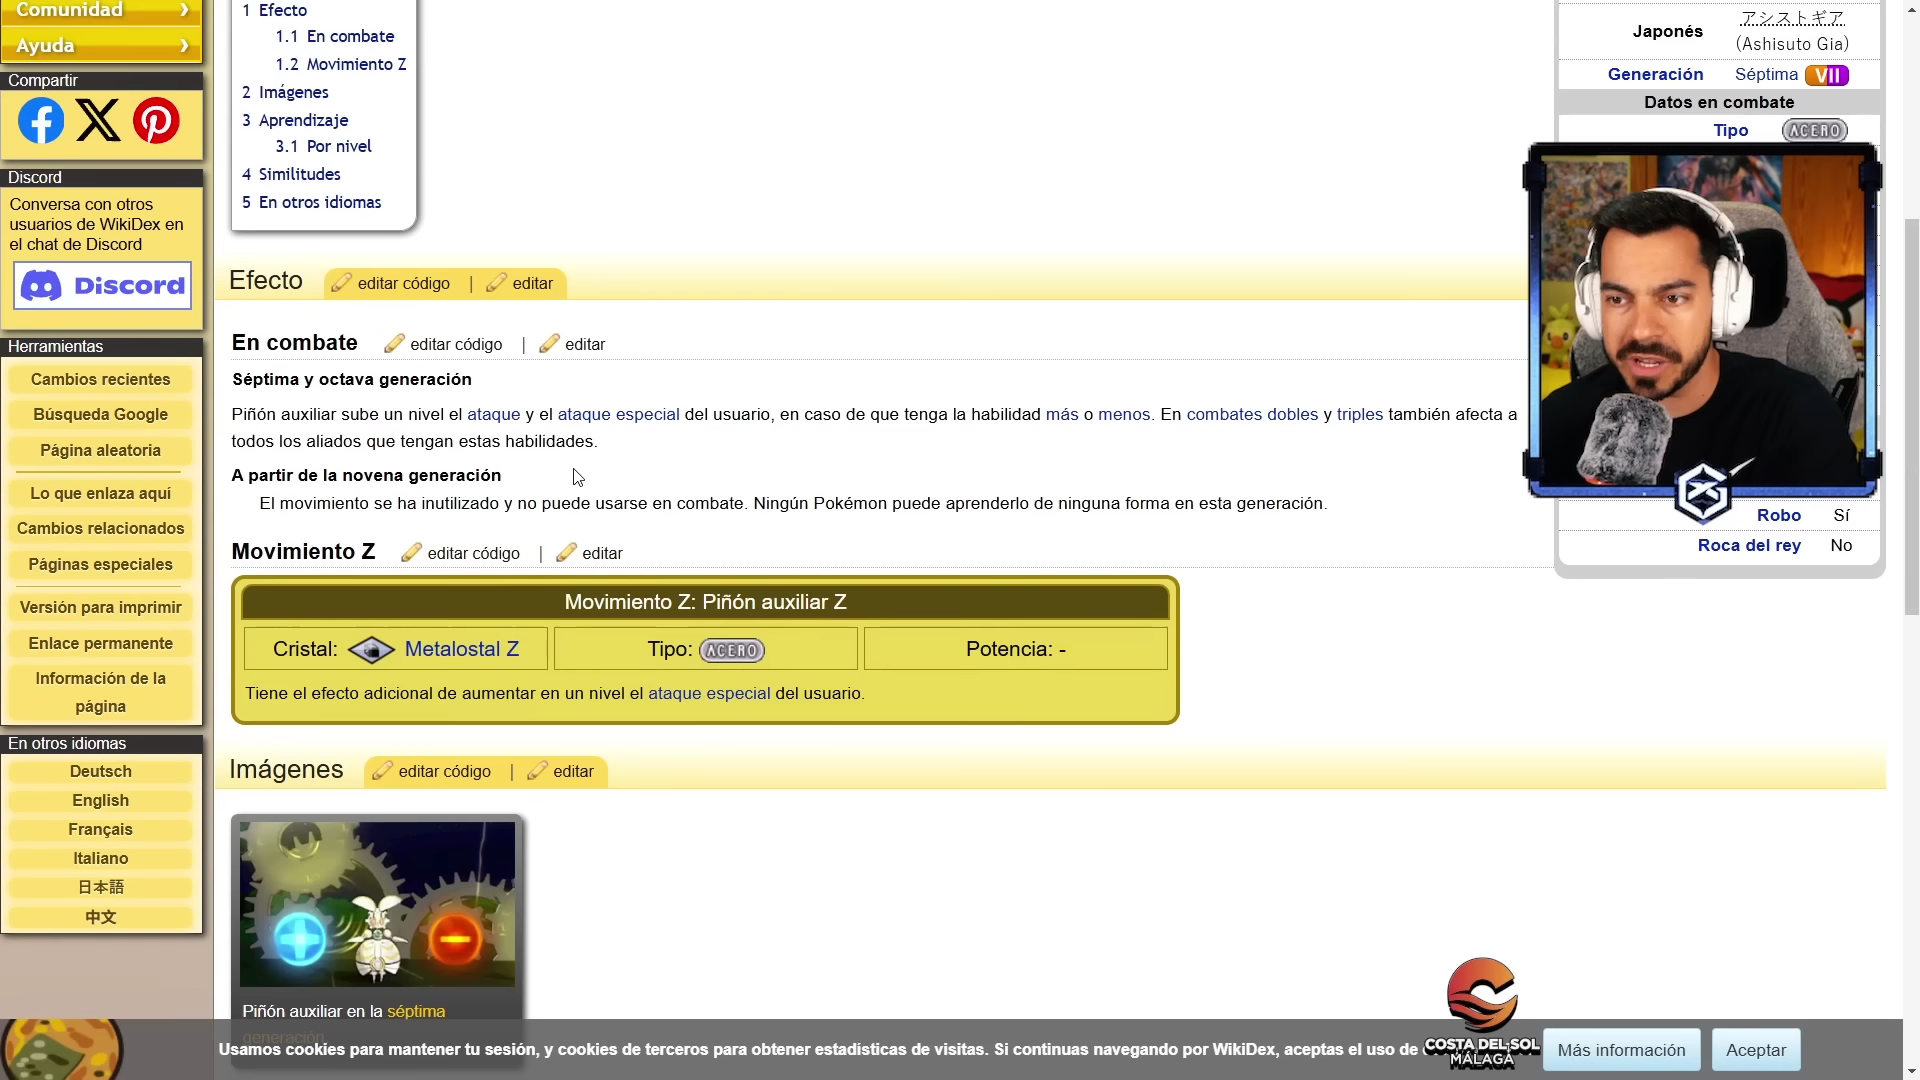 Comunidad
Ayuda
Compartir
Discord
Conversa con otros
usuarios de WikiDex en
el chat de Discord
Discord
Herramientas
Cambios recientes
Búsqueda Google
Página aleatoria
Lo que enlaza aquí
Cambios relacionados
Páginas especiales
Versión para imprimir
Enlace permanente
Información de la
página
En otros idiomas
Deutsch
English
Français
Italiano
日本語
中文
1 Efecto
1.1 En combate
1.2 Movimiento Z
2 Imágenes
3 Aprendizaje
3.1 Por nivel
4 Similitudes
5 En otros idiomas
Japonés アシストギア
(Ashisuto Gia)
Generación Séptima VII
Datos en combate
Tipo ACERO
Robo Sí
Roca del rey No
Efecto editar código | editar
En combate editar código | editar
Séptima y octava generación
Piñón auxiliar sube un nivel el ataque y el ataque especial del usuario, en caso de que tenga la habilidad más o menos. En combates dobles y triples también afecta a
todos los aliados que tengan estas habilidades.
A partir de la novena generación
El movimiento se ha inutilizado y no puede usarse en combate. Ningún Pokémon puede aprenderlo de ninguna forma en esta generación.
Movimiento Z editar código | editar
Movimiento Z: Piñón auxiliar Z
Cristal: Metalostal Z
Tipo: ACERO
Potencia: -
Tiene el efecto adicional de aumentar en un nivel el ataque especial del usuario.
Imágenes editar código | editar
Piñón auxiliar en la séptima
generación
Usamos cookies para mantener tu sesión, y cookies de terceros para obtener estadísticas de visitas. Si continuas navegando por WikiDex, aceptas el uso de
COSTA DEL SOL
MÁLAGA
Más información
Aceptar